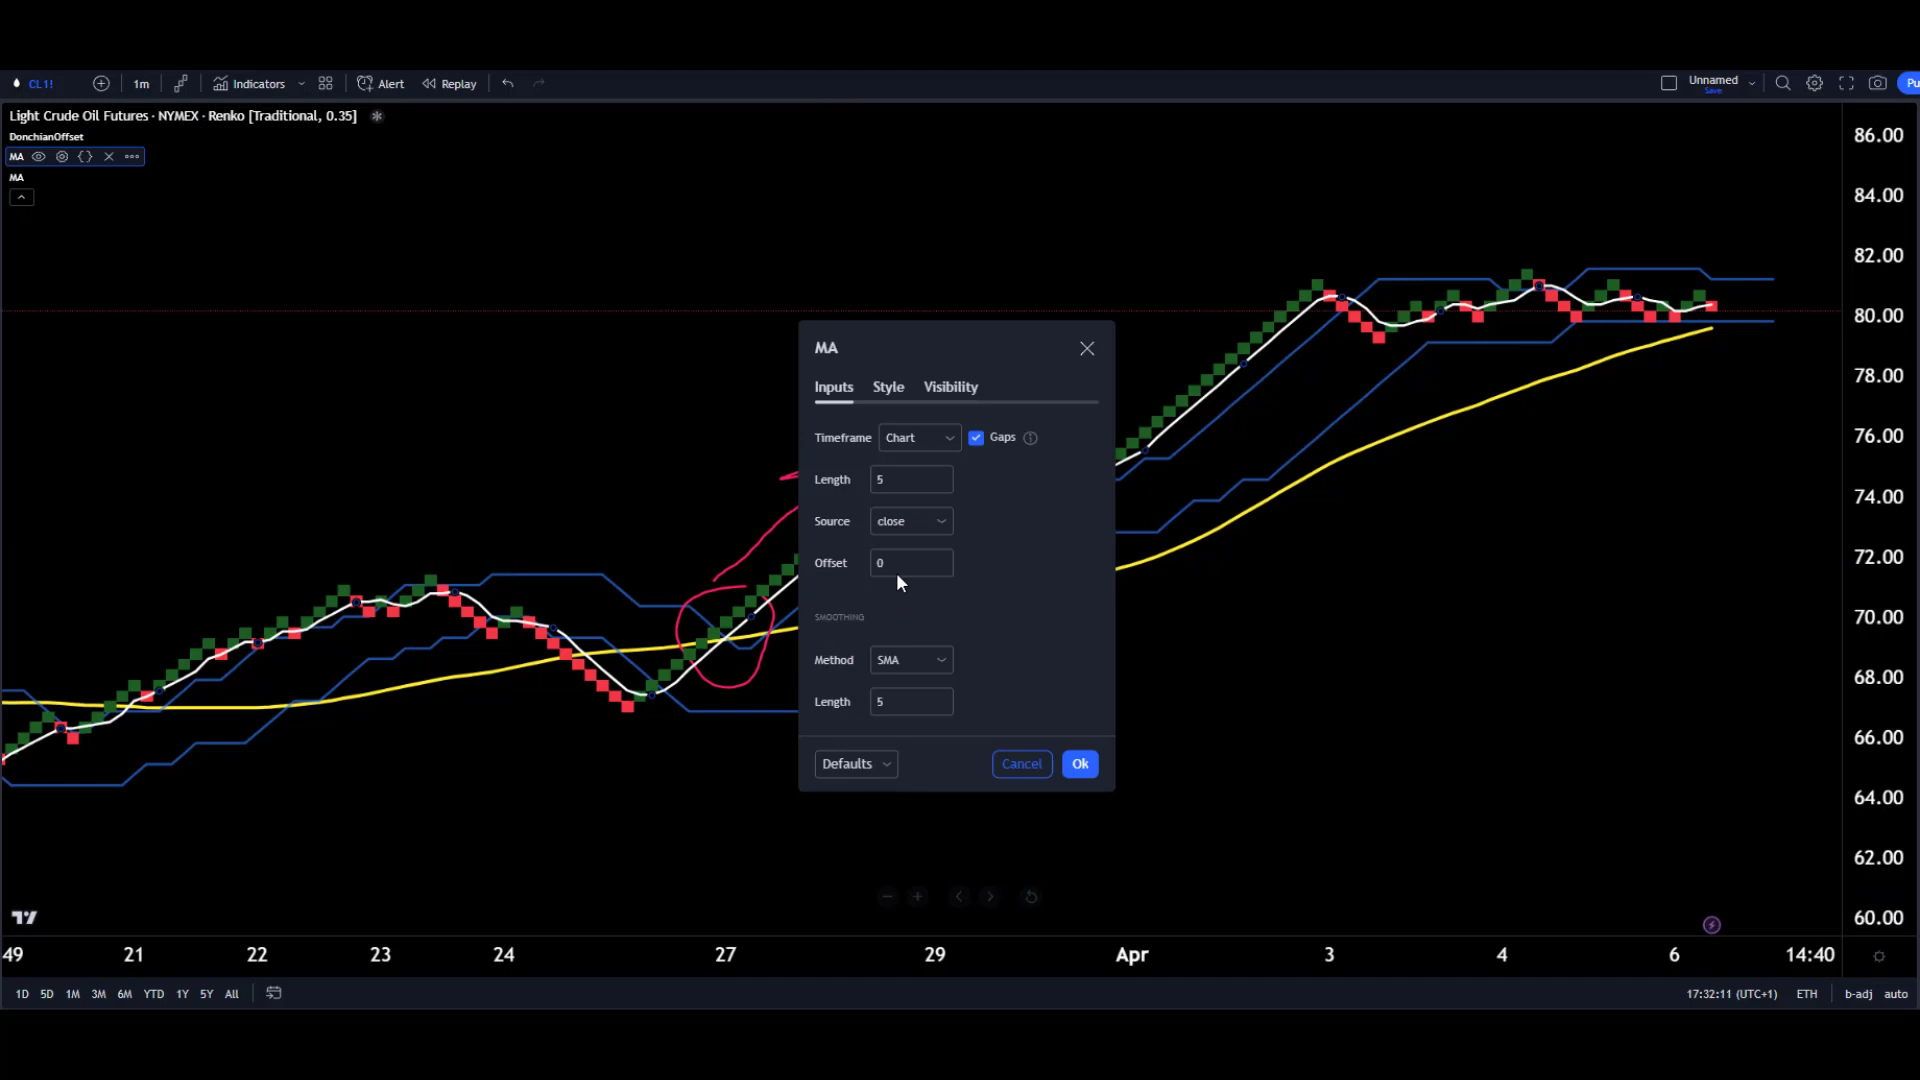 CL1! 1m Indicators Alert Replay Unnamed Pu
Save
Light Crude Oil Futures · NYMEX · Renko [Traditional, 0.35]
DonchianOffset
MA
MA
86.00
84.00
82.00
80.00
78.00
76.00
74.00
72.00
70.00
68.00
66.00
64.00
62.00
60.00
MA
Inputs Style Visibility
Timeframe Chart Gaps
Length 5
Source close
Offset 0
SMOOTHING
Method SMA
Length 5
Defaults Cancel Ok
49 21 22 23 24 27 29 Apr 3 4 6 14:40
1D 5D 1M 3M 6M YTD 1Y 5Y All 17:32:11 (UTC+1) ETH b-adj auto